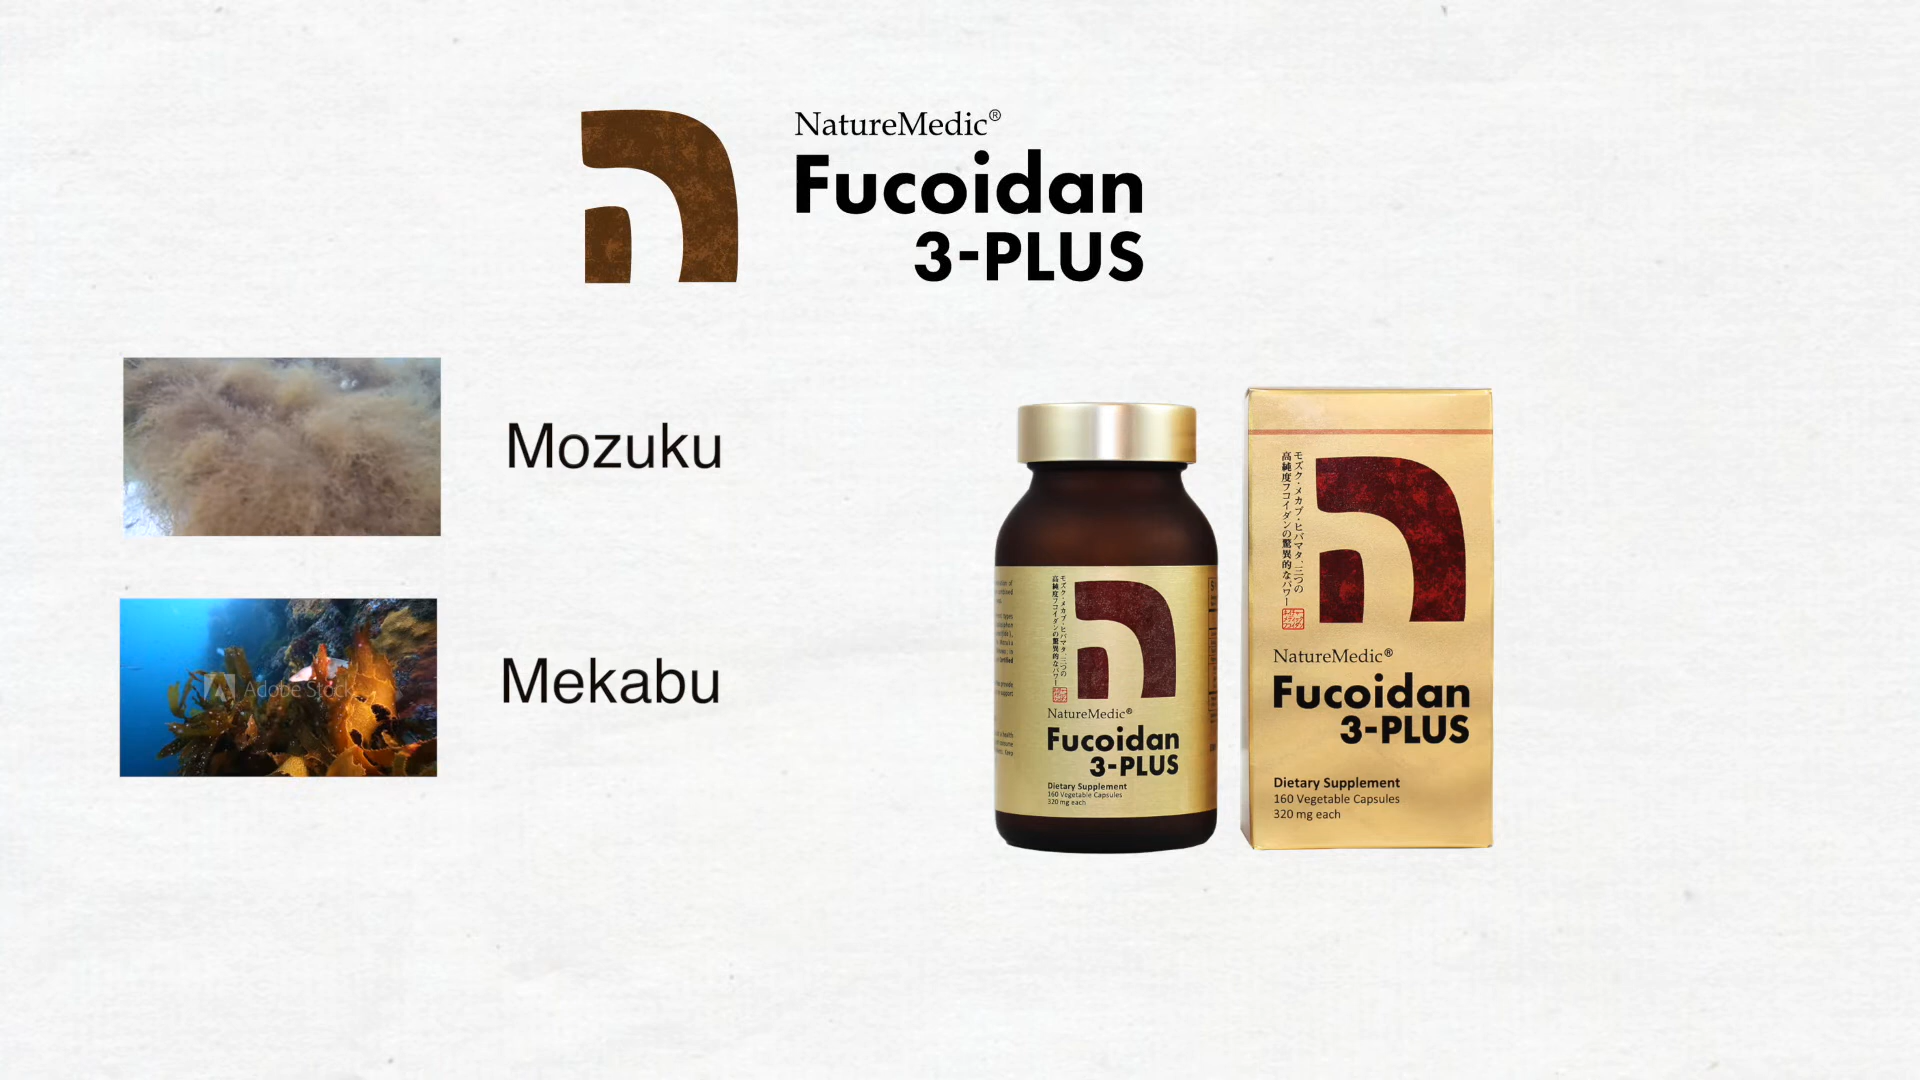 NatureMedic®
Fucoidan
3-PLUS
Mozuku
Mekabu
Adobe Stock
モズク・メカブ・ヒバマタ、三つの
高純度フコイダンの驚異的なパワー
NatureMedic®
Fucoidan
3-PLUS
Dietary Supplement
160 Vegetable Capsules
320 mg each
モズク・メカブ・ヒバマタ、三つの
高純度フコイダンの驚異的なパワー
NatureMedic®
Fucoidan
3-PLUS
Dietary Supplement
160 Vegetable Capsules
320 mg each